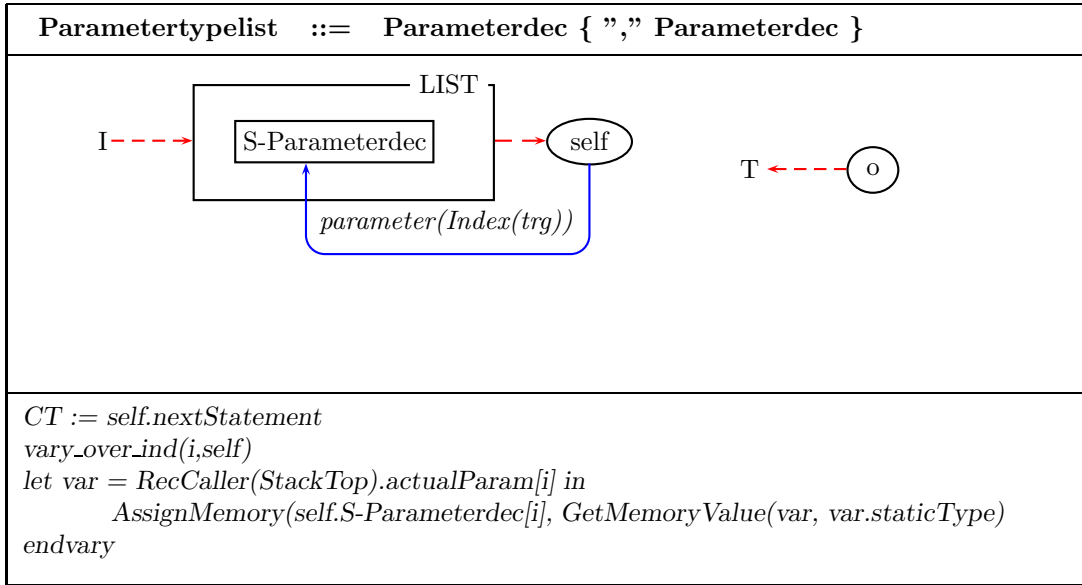 Parametertypelist ::= Parameterdec { ”,” Parameterdec }
LIST
I S-Parameterdec self
T o
parameter(Index(trg))
CT := self.nextStatement
vary_over_ind(i,self)
let var = RecCaller(StackTop).actualParam[i] in
AssignMemory(self.S-Parameterdec[i], GetMemoryValue(var, var.staticType)
endvary